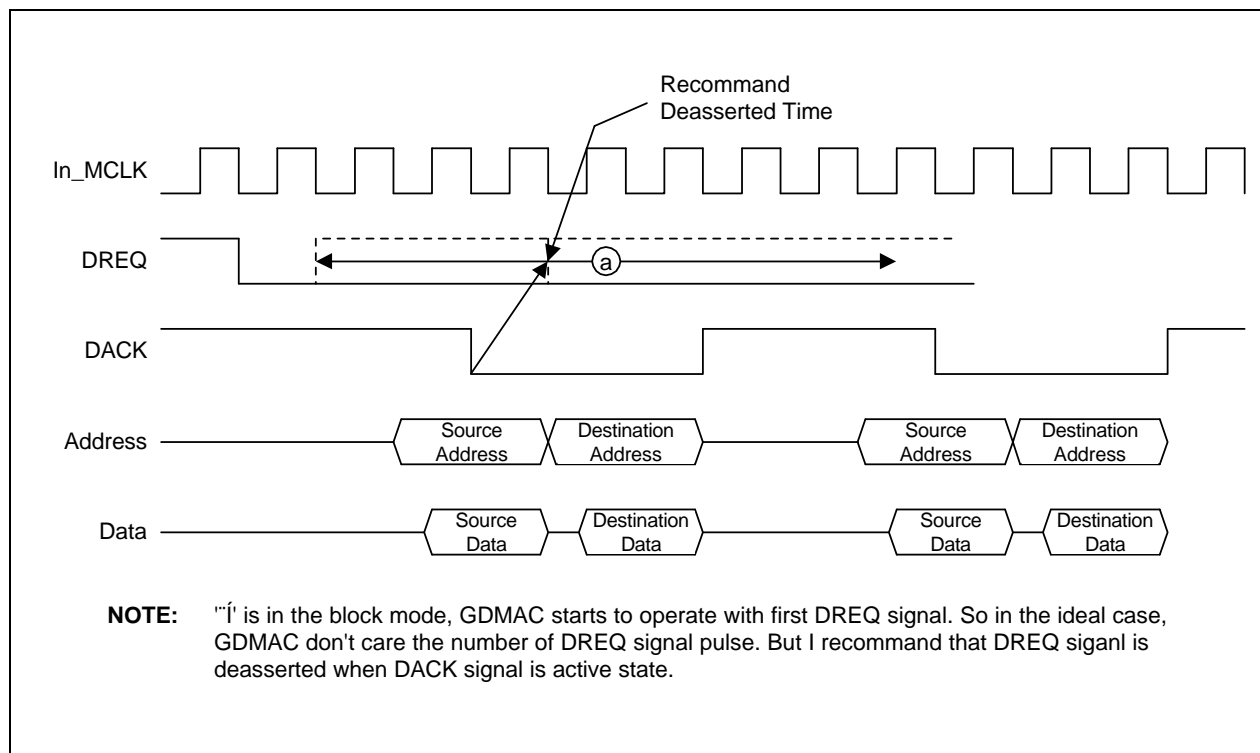 Recommand
Deasserted Time
In_MCLK
DREQ
a
DACK
Address
Source
Address
Destination
Address
Source
Address
Destination
Address
Data
Source
Data
Destination
Data
Source
Data
Destination
Data
NOTE: '¨Í' is in the block mode, GDMAC starts to operate with first DREQ signal. So in the ideal case,
GDMAC don't care the number of DREQ signal pulse. But I recommand that DREQ siganl is
deasserted when DACK signal is active state.